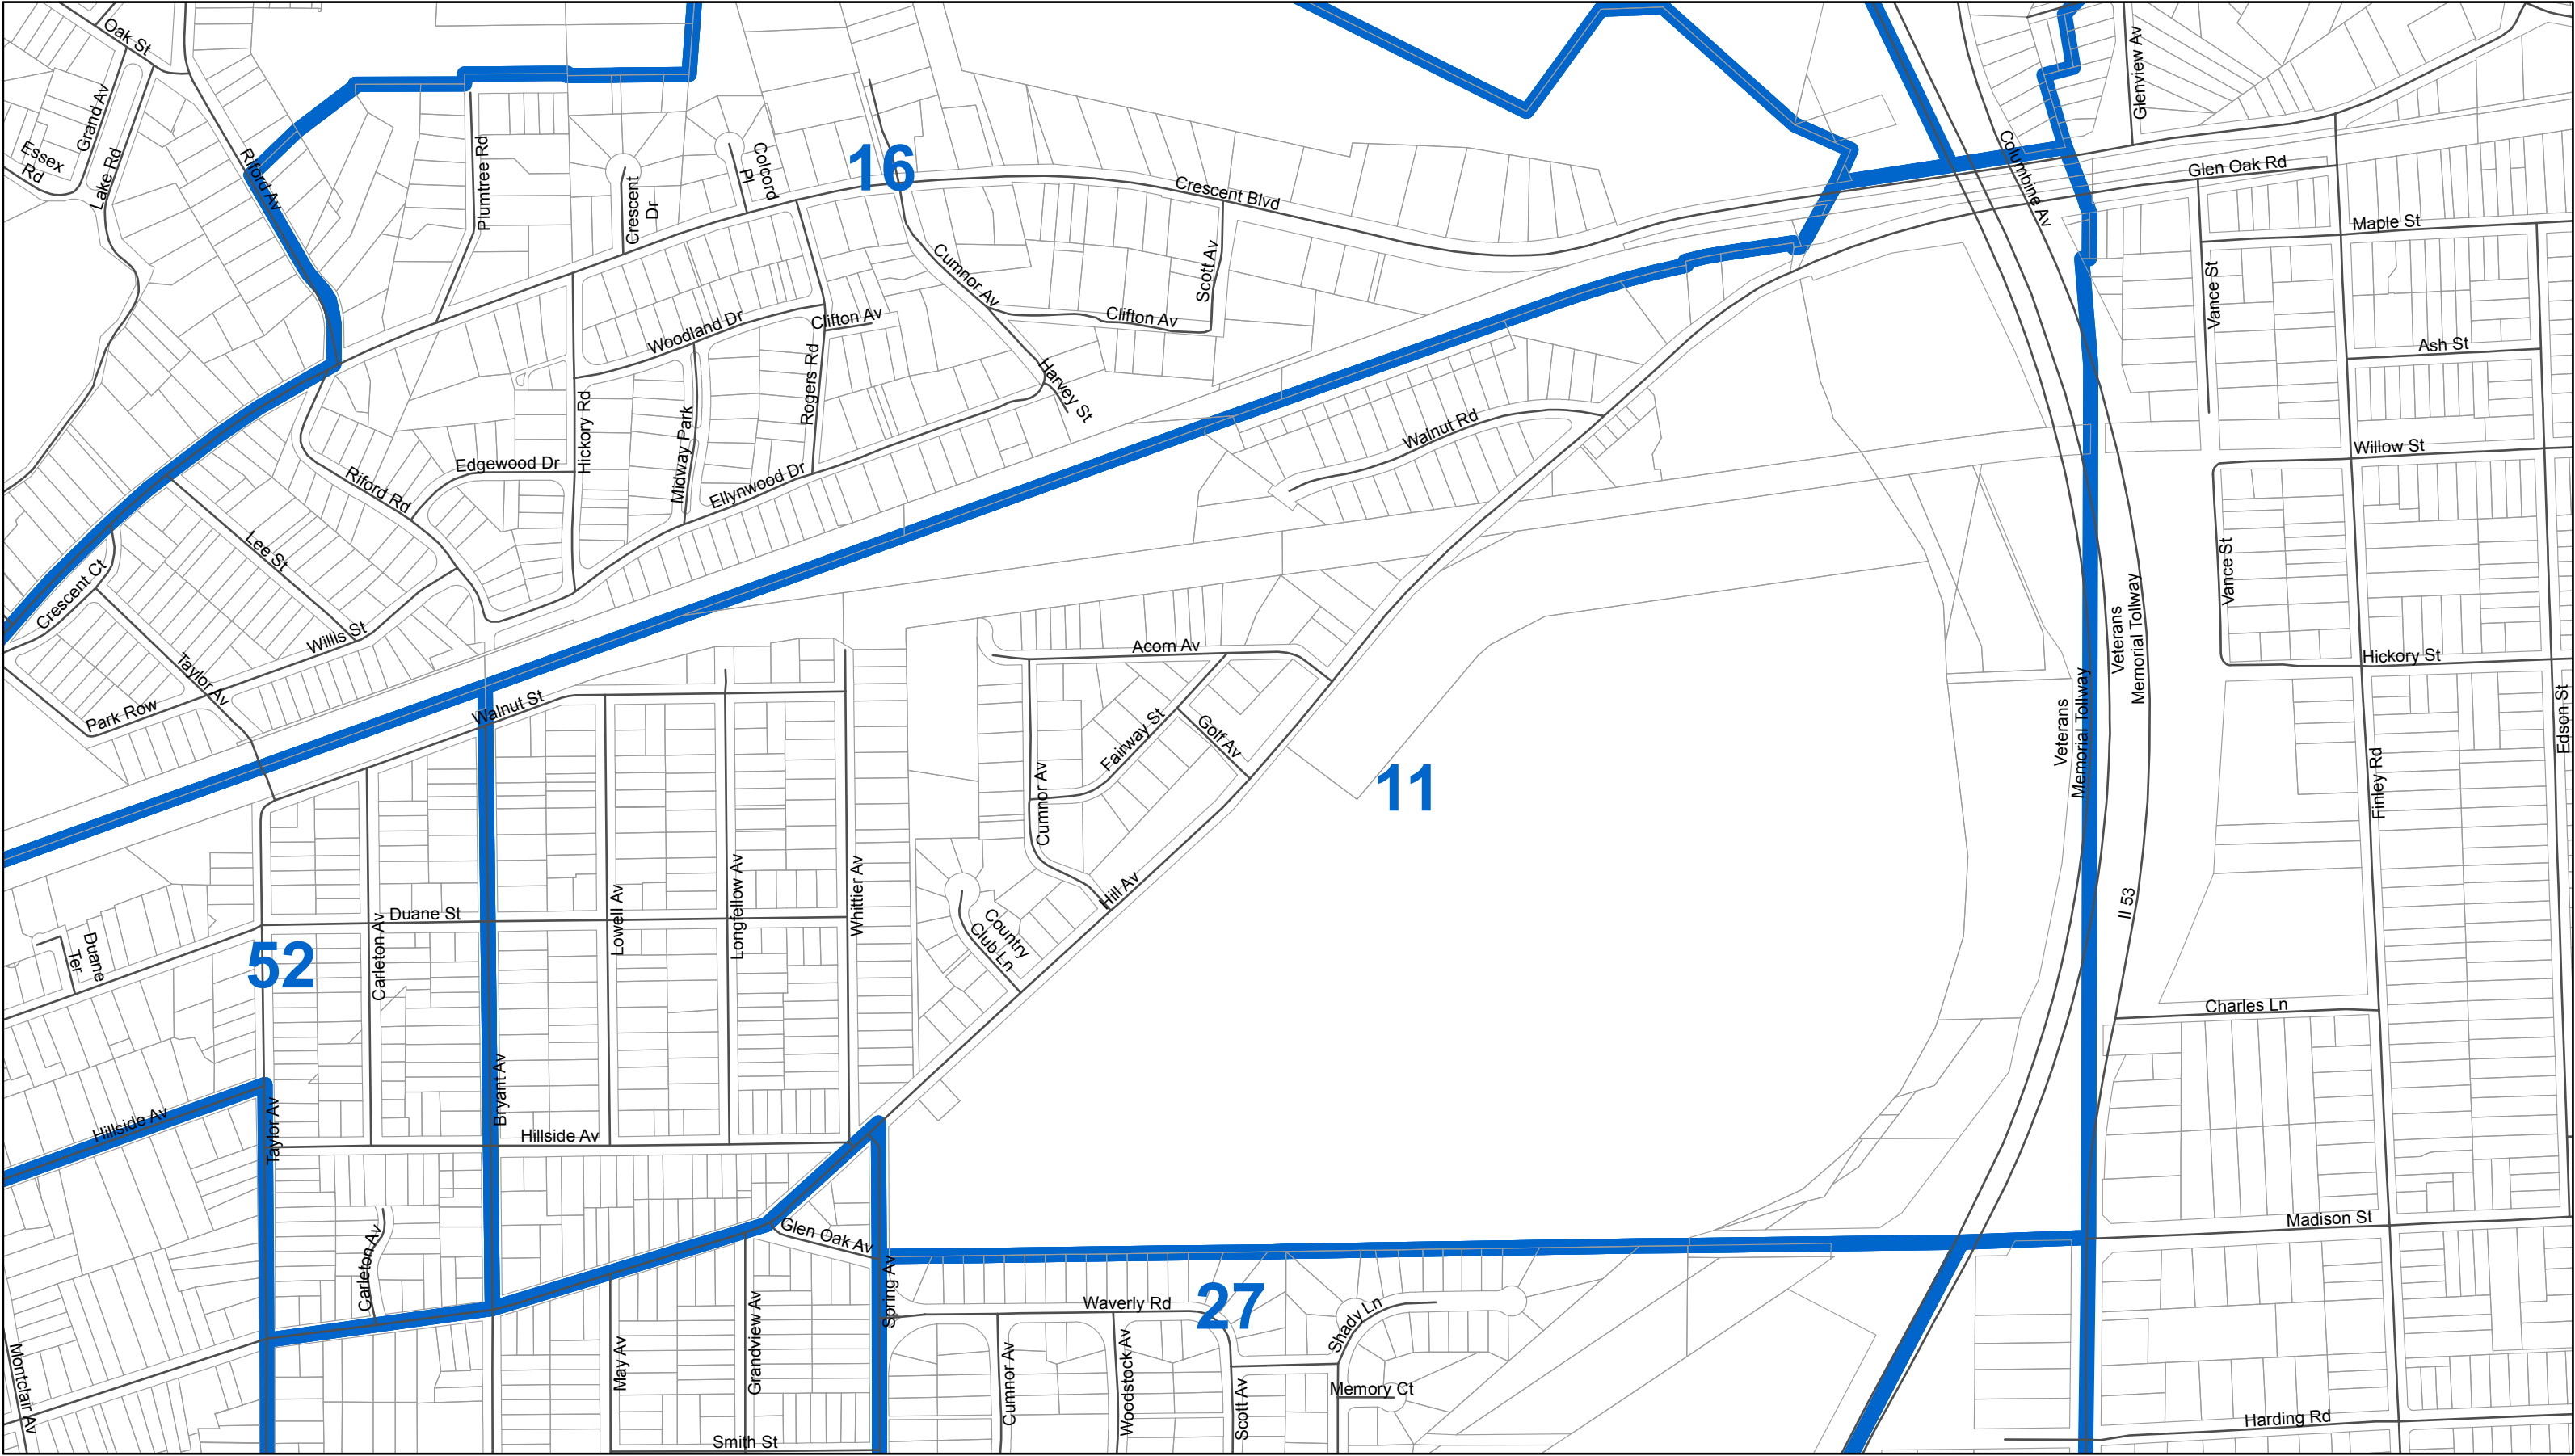 Oak St
Grand Av
Essex
Rd
Lake Rd
Riford Av
Plumtree Rd
Crescent
Dr
Colcord
Pl
16
Crescent Blvd
Columbine Av
Glenview Av
Glen Oak Rd
Maple St
Vance St
Ash St
Cumnor Av
Scott Av
Clifton Av
Clifton Av
Woodland Dr
Rogers Rd
Harvey St
Hickory Rd
Midway Park
Walnut Rd
Willow St
Edgewood Dr
Riford Rd
Ellynwood Dr
Lee St
Crescent Ct
Willis St
Taylor Av
Park Row
Vance St
Veterans
Memorial Tollway
Veterans
Memorial Tollway
Hickory St
Acorn Av
Walnut St
Fairway St
Golf Av
Edson St
Finley Rd
11
Cumnor Av
Hill Av
Whittier Av
Longfellow Av
Lowell Av
Duane St
Carleton Av
Country
Club Ln
Il 53
Duane
Ter
52
Charles Ln
Bryant Av
Hillside Av
Taylor Av
Hillside Av
Madison St
Glen Oak Av
Carleton Av
Spring Av
27
Waverly Rd
Shady Ln
May Av
Grandview Av
Cumnor Av
Woodstock Av
Scott Av
Memory Ct
Montclair Av
Smith St
Harding Rd